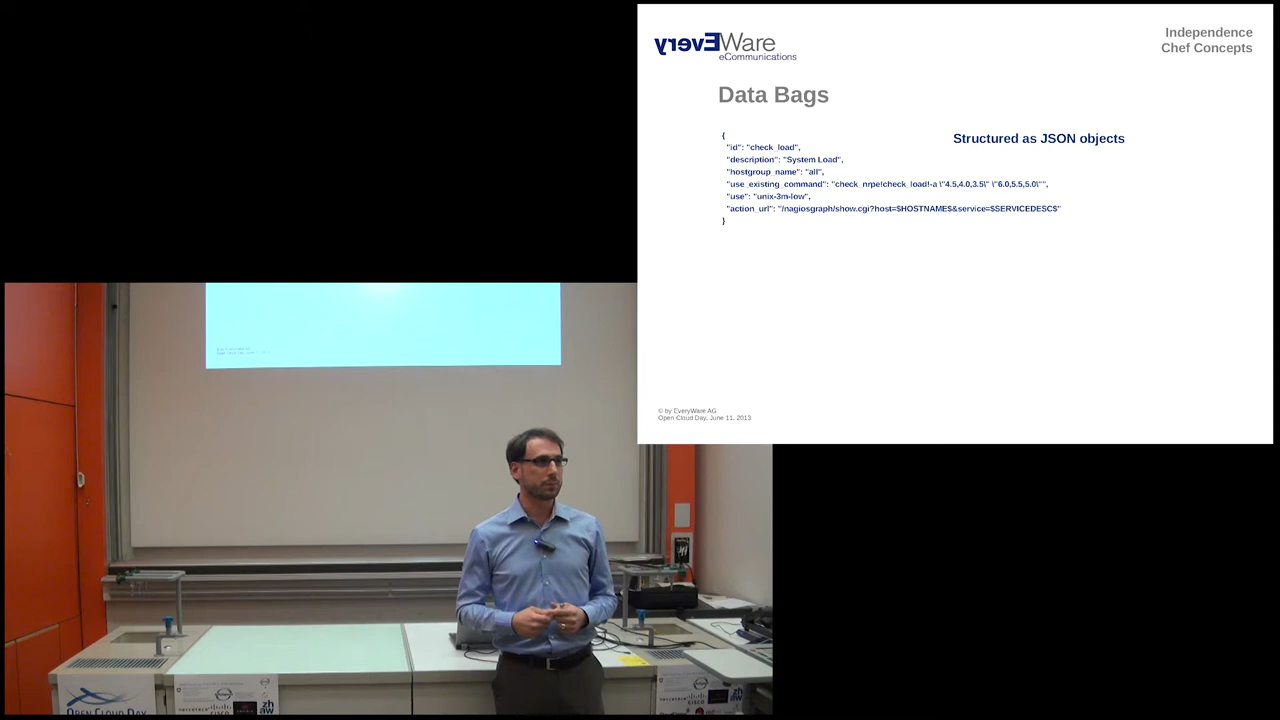 EveryWare
eCommunications
Independence
Chef Concepts
Data Bags
Structured as JSON objects
{
"id": "check_load",
"description": "System Load",
"hostgroup_name": "all",
"use_existing_command": "check_nrpe!check_load!-a \"4.5,4.0,3.5\" \"6.0,5.5,5.0\"",
"use": "unix-3m-low",
"action_url": "/nagiosgraph/show.cgi?host=$HOSTNAME$&service=$SERVICEDESC$"
}
© by EveryWare AG
Open Cloud Day, June 11, 2013
OPEN CLOUD DAY
CISCO
zh
aw